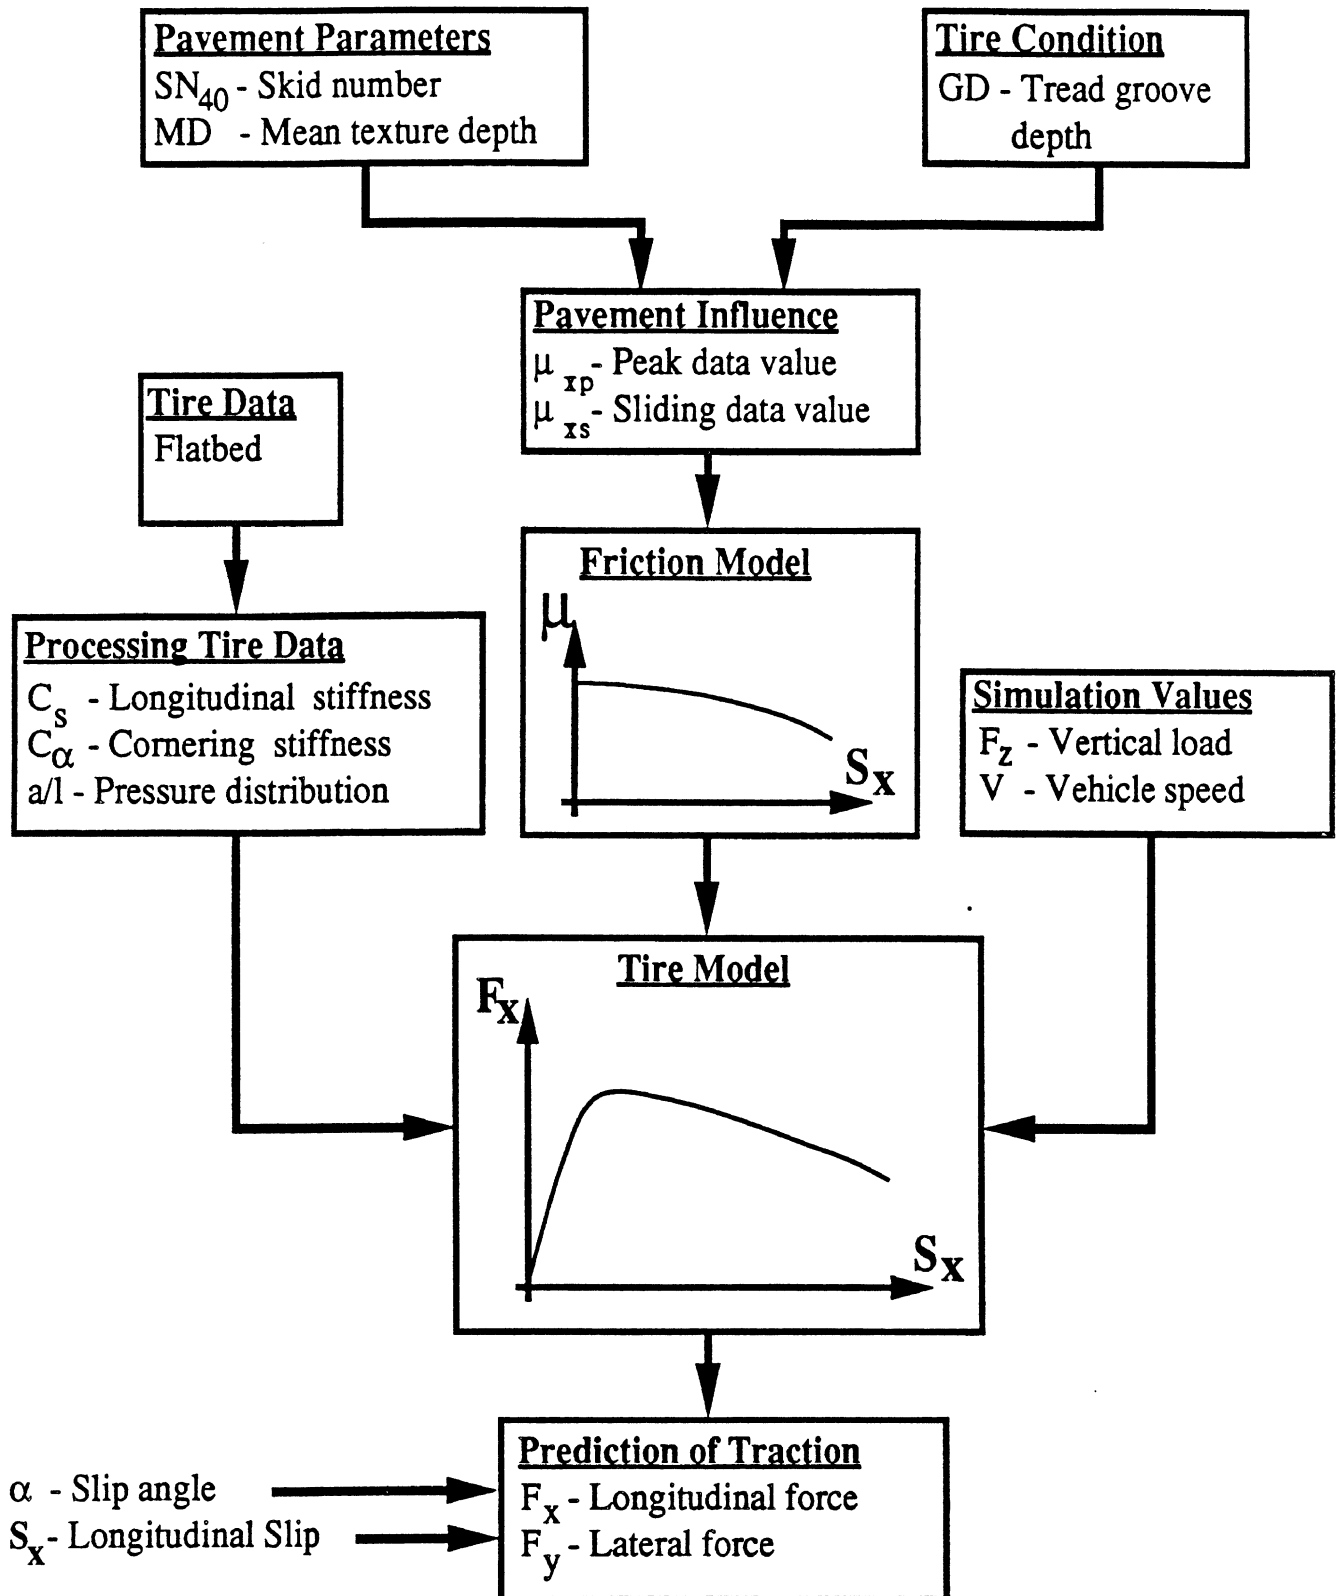 Pavement Parameters
SN40 - Skid number
MD - Mean texture depth
Tire Condition
GD - Tread groove
depth
Pavement Influence
μxp - Peak data value
μxs - Sliding data value
Tire Data
Flatbed
Friction Model
μ
Sx
Processing Tire Data
Cs - Longitudinal stiffness
Cα - Cornering stiffness
a/l - Pressure distribution
Simulation Values
Fz - Vertical load
V - Vehicle speed
Tire Model
Fx
Sx
Prediction of Traction
Fx - Longitudinal force
Fy - Lateral force
α - Slip angle
Sx - Longitudinal Slip